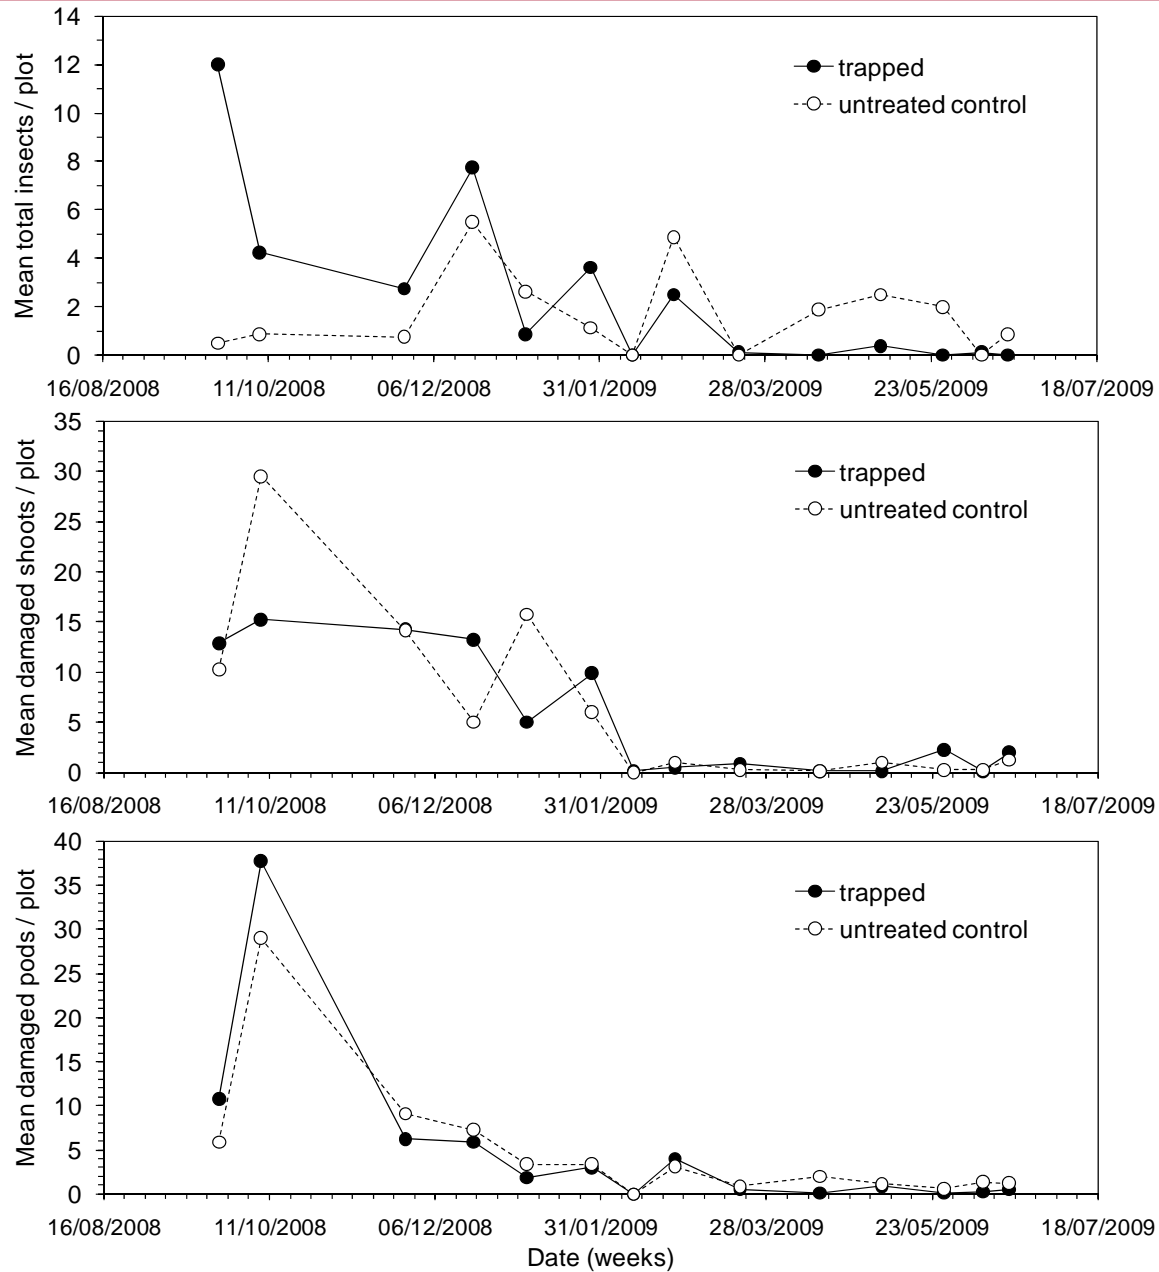 14
12
10
8
6
4
2
0
Mean total insects / plot
trapped
untreated control
16/08/2008 11/10/2008 06/12/2008 31/01/2009 28/03/2009 23/05/2009 18/07/2009
35
30
25
20
15
10
5
0
Mean damaged shoots / plot
trapped
untreated control
16/08/2008 11/10/2008 06/12/2008 31/01/2009 28/03/2009 23/05/2009 18/07/2009
40
35
30
25
20
15
10
5
0
Mean damaged pods / plot
trapped
untreated control
16/08/2008 11/10/2008 06/12/2008 31/01/2009 28/03/2009 23/05/2009 18/07/2009
Date (weeks)